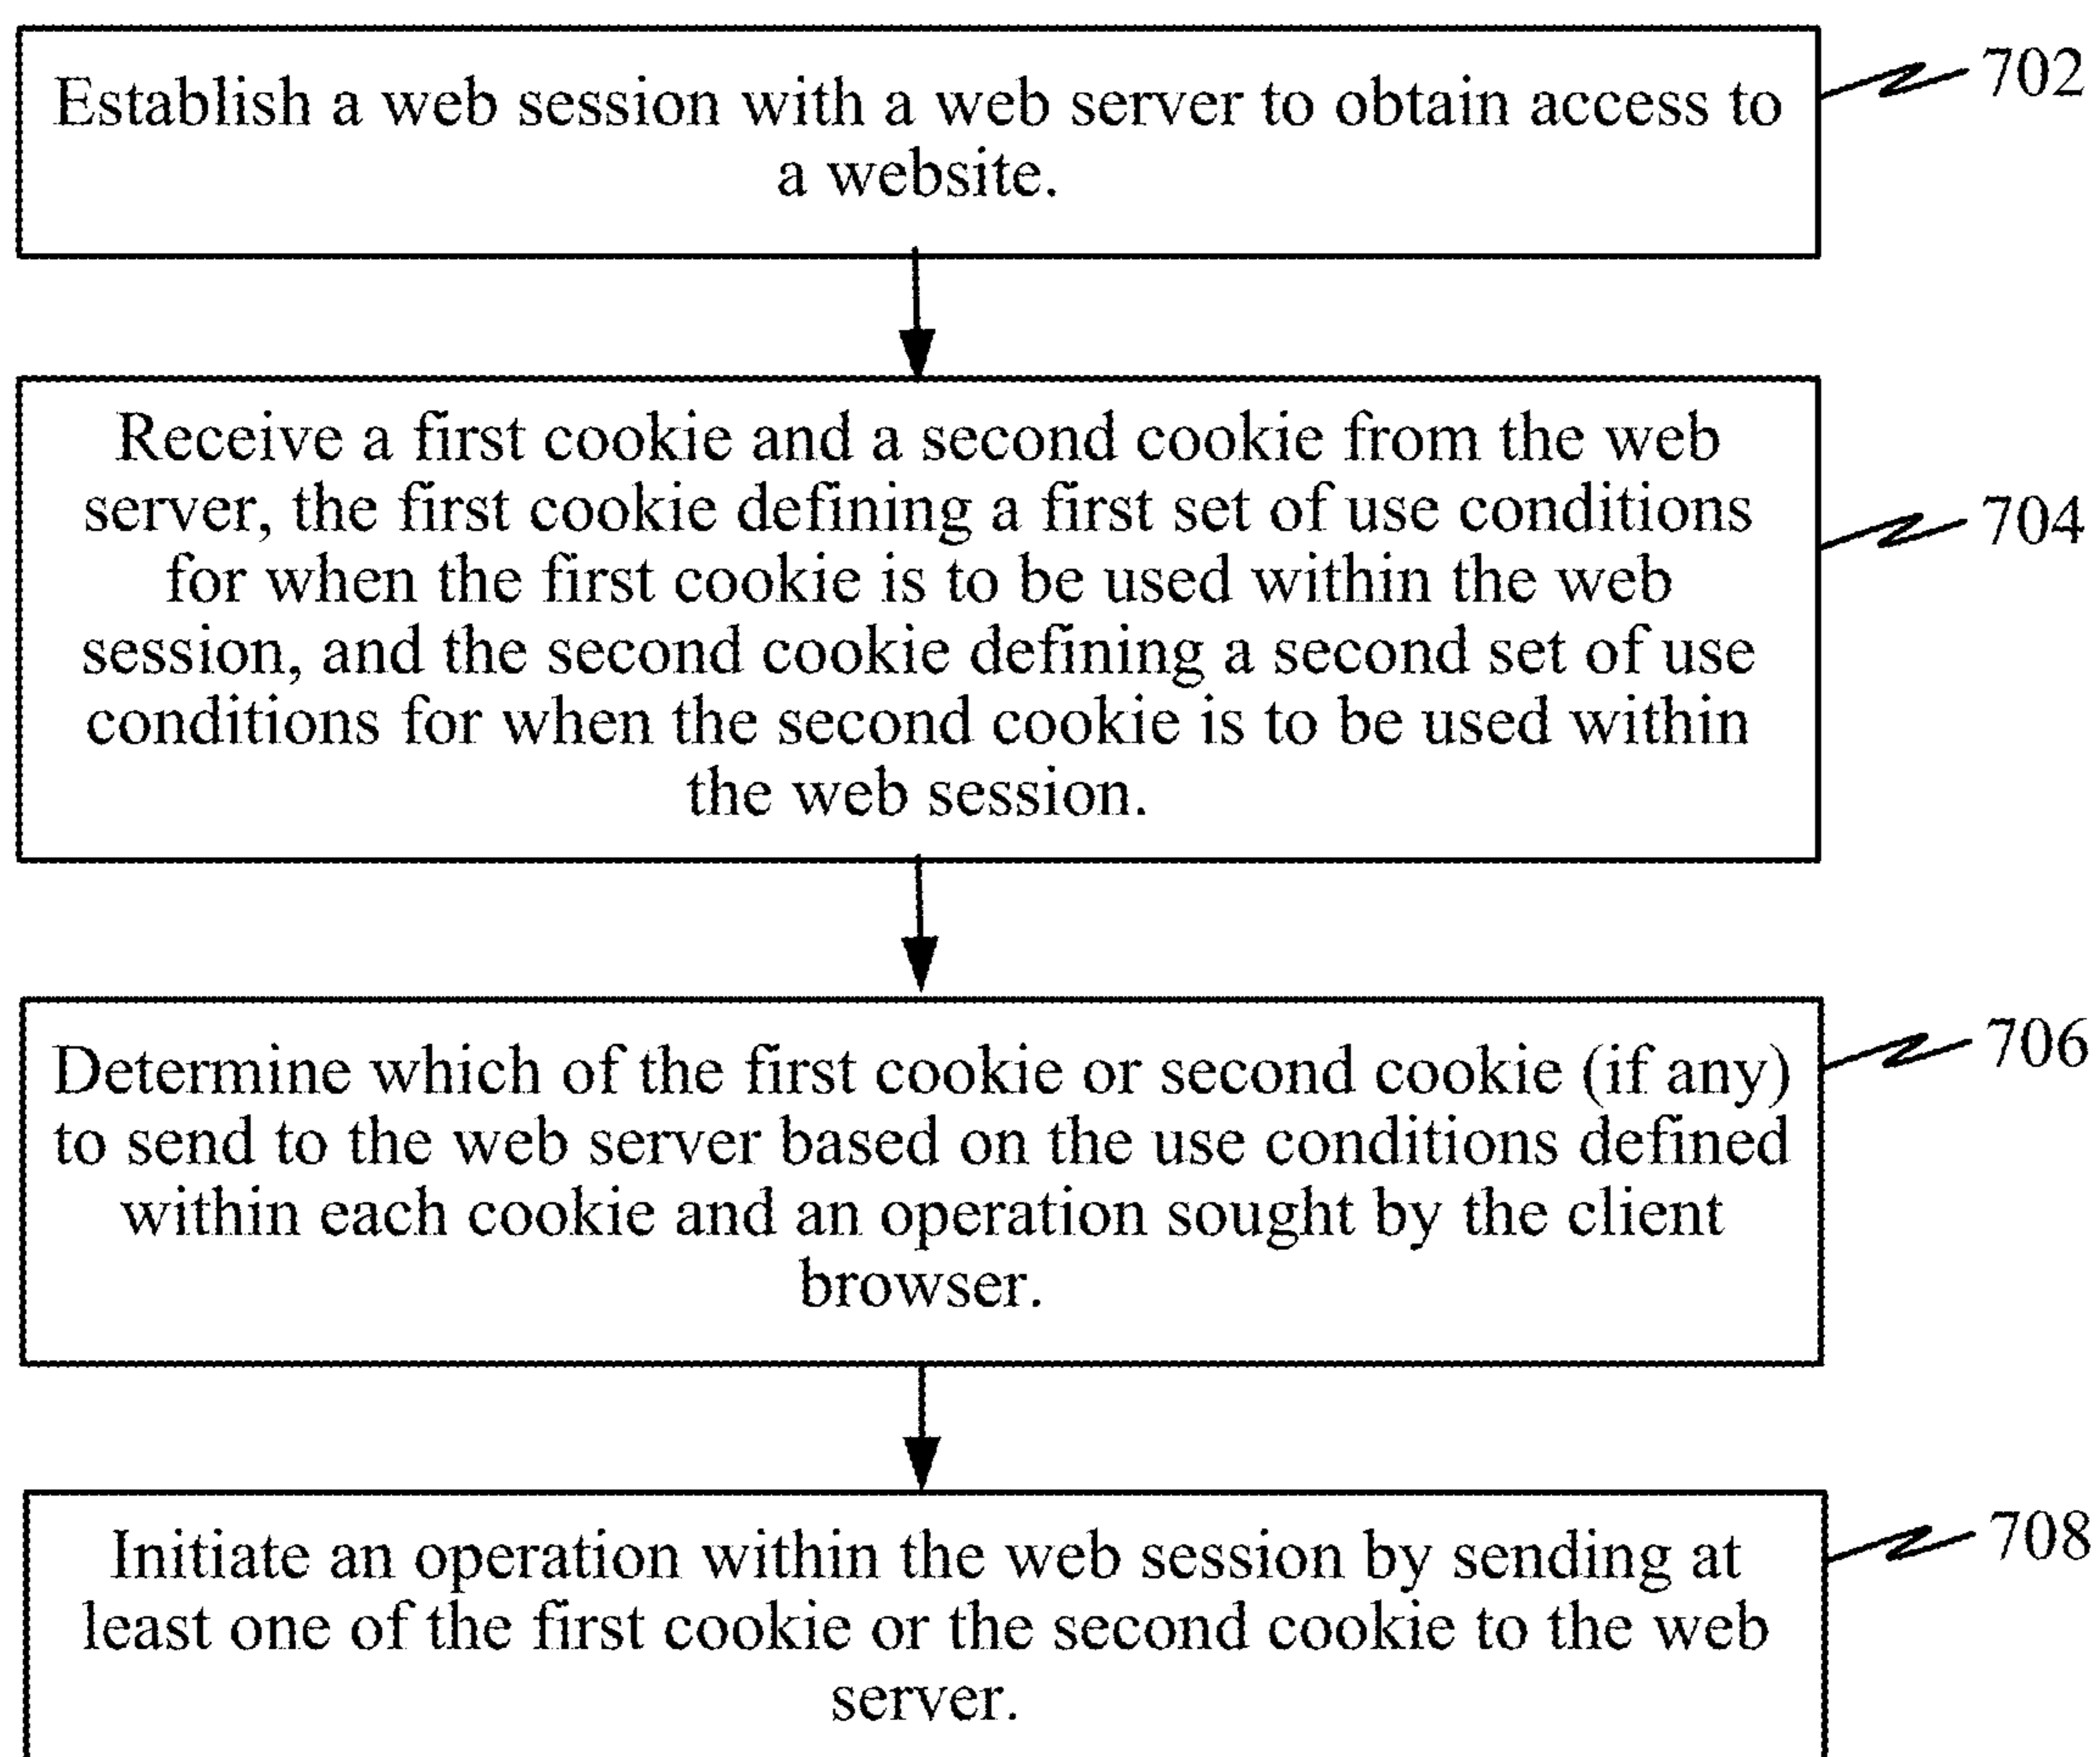 Establish a web session with a web server to obtain access to
a website.
702
Receive a first cookie and a second cookie from the web
server, the first cookie defining a first set of use conditions
for when the first cookie is to be used within the web
session, and the second cookie defining a second set of use
conditions for when the second cookie is to be used within
the web session.
704
Determine which of the first cookie or second cookie (if any)
to send to the web server based on the use conditions defined
within each cookie and an operation sought by the client
browser.
706
Initiate an operation within the web session by sending at
least one of the first cookie or the second cookie to the web
server.
708